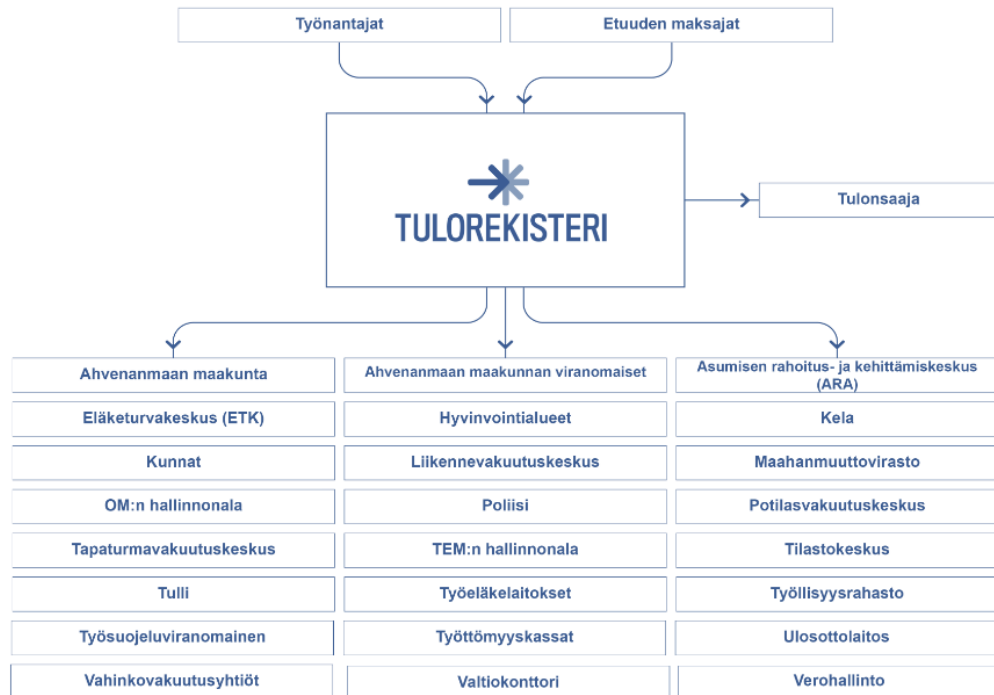 Työnantajat
Etuuden maksajat
TULOREKISTERI
Tulonsaaja
Ahvenanmaan maakunta
Ahvenanmaan maakunnan viranomaiset
Asumisen rahoitus- ja kehittämiskeskus
(ARA)
Eläketurvakeskus (ETK)
Hyvinvointialueet
Kela
Kunnat
Liikennevakuutuskeskus
Maahanmuuttovirasto
OM:n hallinnonala
Poliisi
Potilasvakuutuskeskus
Tapaturmavakuutuskeskus
TEM:n hallinnonala
Tilastokeskus
Tulli
Työeläkelaitokset
Työllisyysrahasto
Työsuojeluviranomainen
Työttömyyskassat
Ulosottolaitos
Vahinkovakuutusyhtiöt
Valtiokonttori
Verohallinto